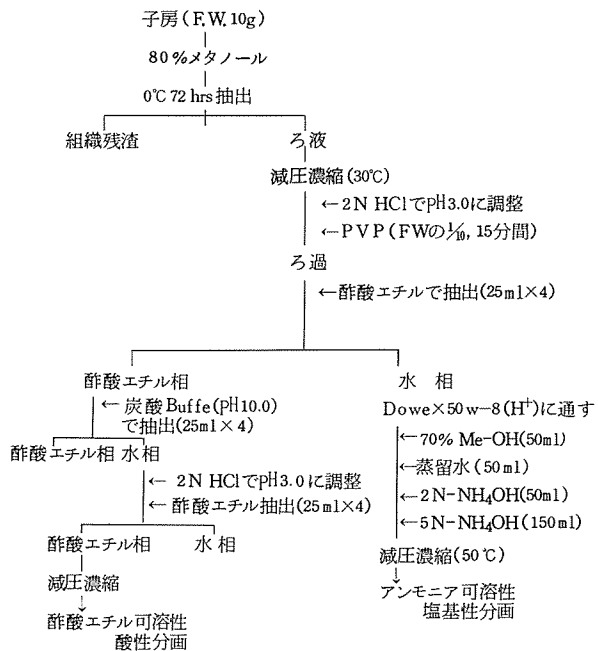 子房(F.W.10g)
80%メタノール
0℃ 72 hrs 抽出
組織残渣
ろ液
減圧濃縮(30℃)
←2N HClでpH3.0に調整
←PVP(FWの1/10, 15分間)
ろ過
←酢酸エチルで抽出(25ml×4)
酢酸エチル相
水 相
←炭酸Buffe(pH10.0)
で抽出(25ml×4)
Dowe×50w-8(H⁺)に通す
←70% Me-OH(50ml)
←蒸留水(50ml)
←2N-NH₄OH(50ml)
←5N-NH₄OH(150ml)
減圧濃縮(50℃)
アンモニア可溶性
塩基性分画
酢酸エチル相 水相
←2N HClでpH3.0に調整
←酢酸エチル抽出(25ml×4)
酢酸エチル相
水相
減圧濃縮
酢酸エチル可溶性
酸性分画